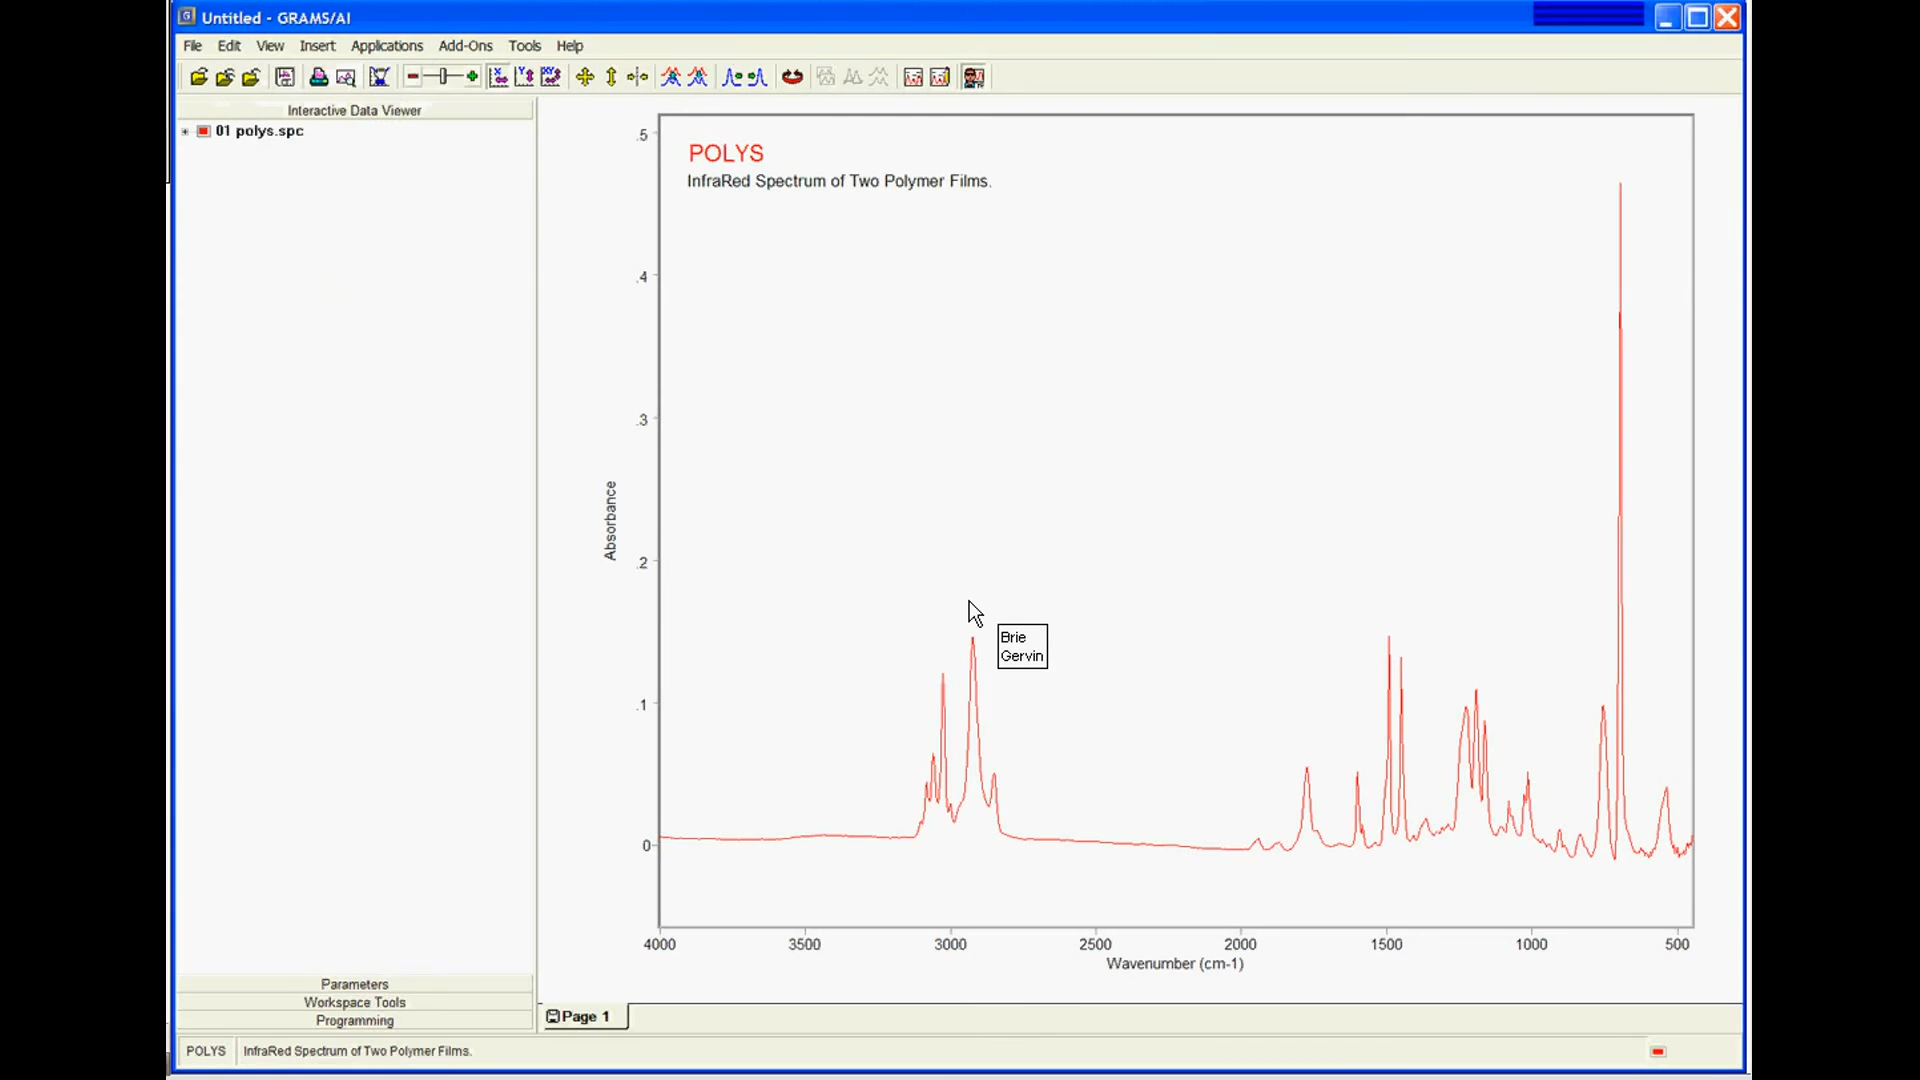 Untitled - GRAMS/AI
File Edit View Insert Applications Add-Ons Tools Help
Interactive Data Viewer
01 polys.spc
POLYS
InfraRed Spectrum of Two Polymer Films.
.5
.4
.3
.2
.1
0
Absorbance
Brie
Gervin
4000 3500 3000 2500 2000 1500 1000 500
Wavenumber (cm-1)
Parameters
Workspace Tools
Programming
Page 1
POLYS InfraRed Spectrum of Two Polymer Films.